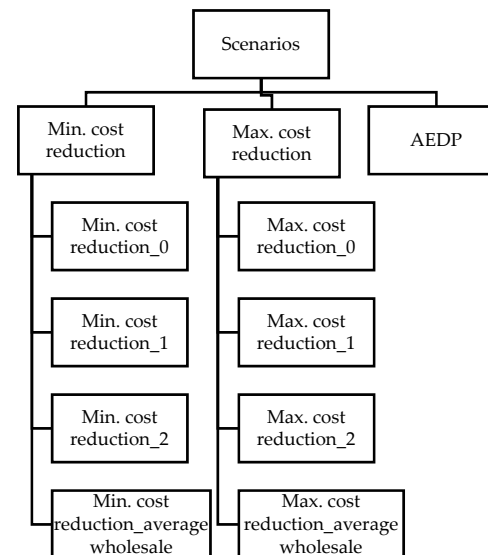 Scenarios
Min. cost
reduction
Max. cost
reduction
AEDP
Min. cost
reduction_0
Max. cost
reduction_0
Min. cost
reduction_1
Max. cost
reduction_1
Min. cost
reduction_2
Max. cost
reduction_2
Min. cost
reduction_average
wholesale
Max. cost
reduction_average
wholesale